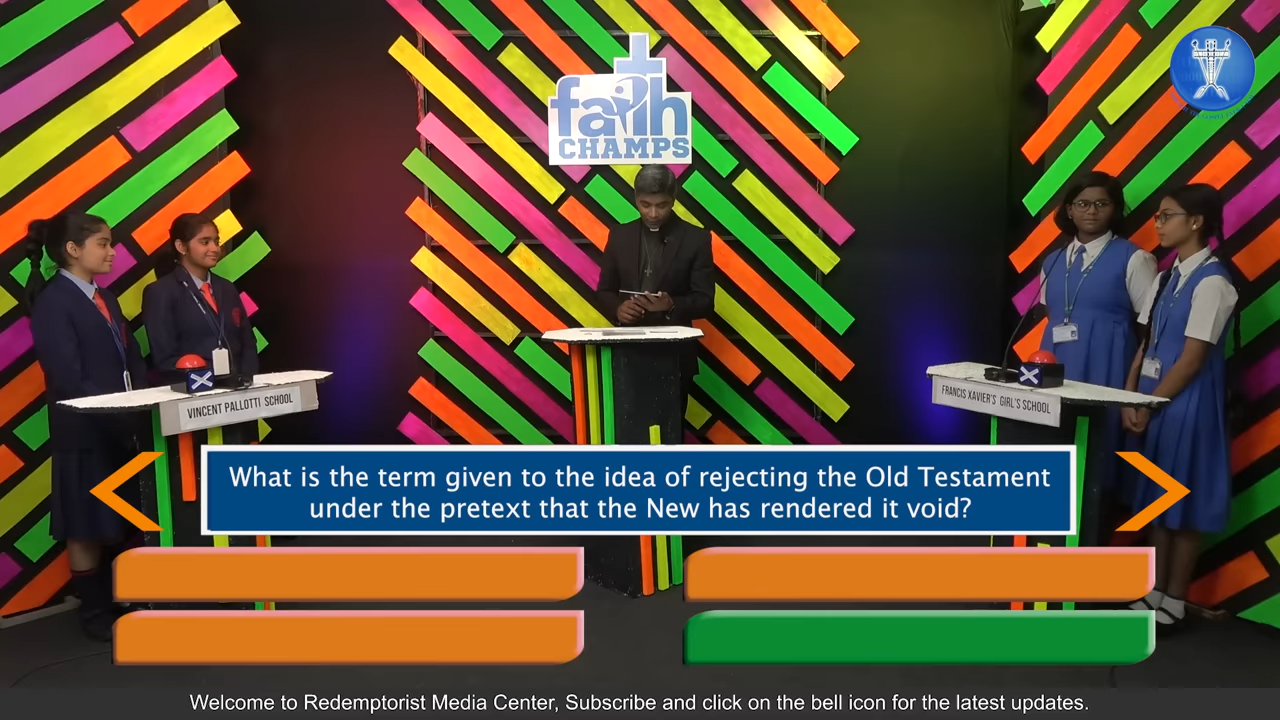 faith
CHAMPS
VINCENT PALLOTTI SCHOOL
FRANCIS XAVIER'S GIRL'S SCHOOL
What is the term given to the idea of rejecting the Old Testament
under the pretext that the New has rendered it void?
Welcome to Redemptorist Media Center, Subscribe and click on the bell icon for the latest updates.